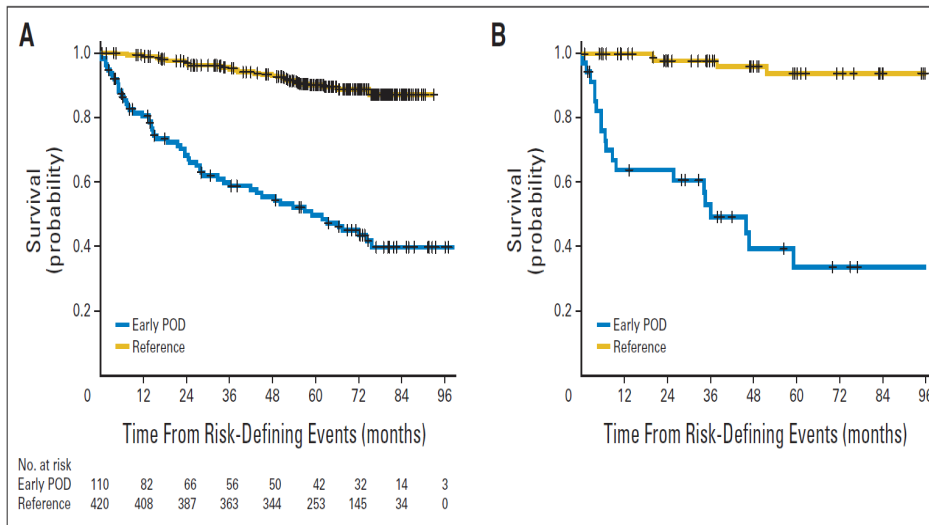 A
1.0
0.8
0.6
0.4
0.2
Survival
(probability)
Early POD
Reference
0 12 24 36 48 60 72 84 96
Time From Risk-Defining Events (months)
No. at risk
Early POD 110 82 66 56 50 42 32 14 3
Reference 420 408 387 363 344 253 145 34 0
B
1.0
0.8
0.6
0.4
0.2
Survival
(probability)
Early POD
Reference
0 12 24 36 48 60 72 84 96
Time From Risk-Defining Events (months)